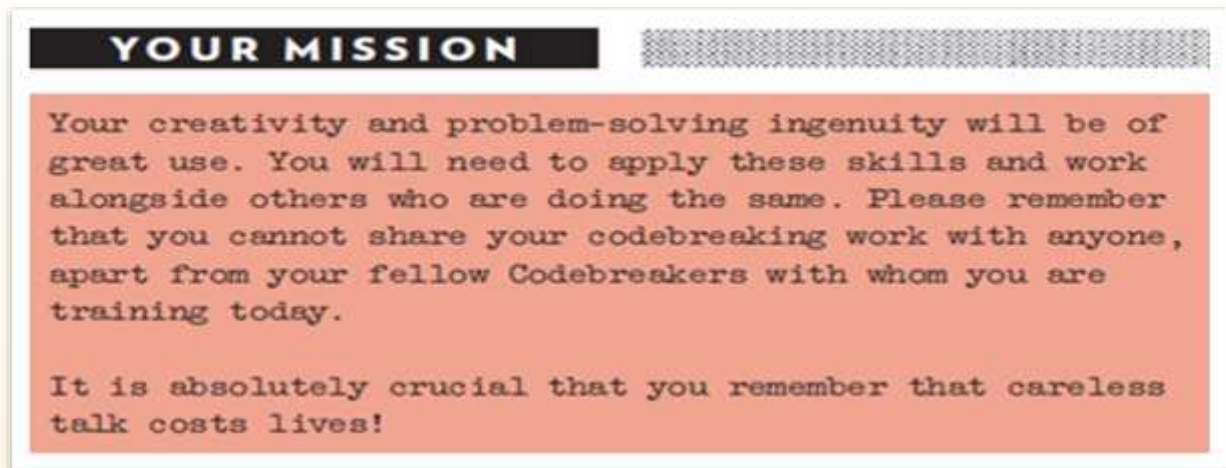 YOUR MISSION
Your creativity and problem-solving ingenuity will be of
great use. You will need to apply these skills and work
alongside others who are doing the same. Please remember
that you cannot share your codebreaking work with anyone,
apart from your fellow Codebreakers with whom you are
training today.
It is absolutely crucial that you remember that careless
talk costs lives!